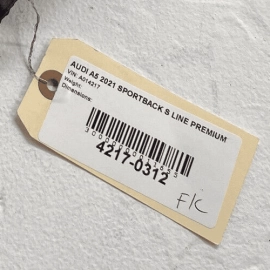 AUDI A5 2021 SPORTBACK S LINE PREMIUM
VIN: A014217
Weight:
Dimensions:
4217-0312
F/C